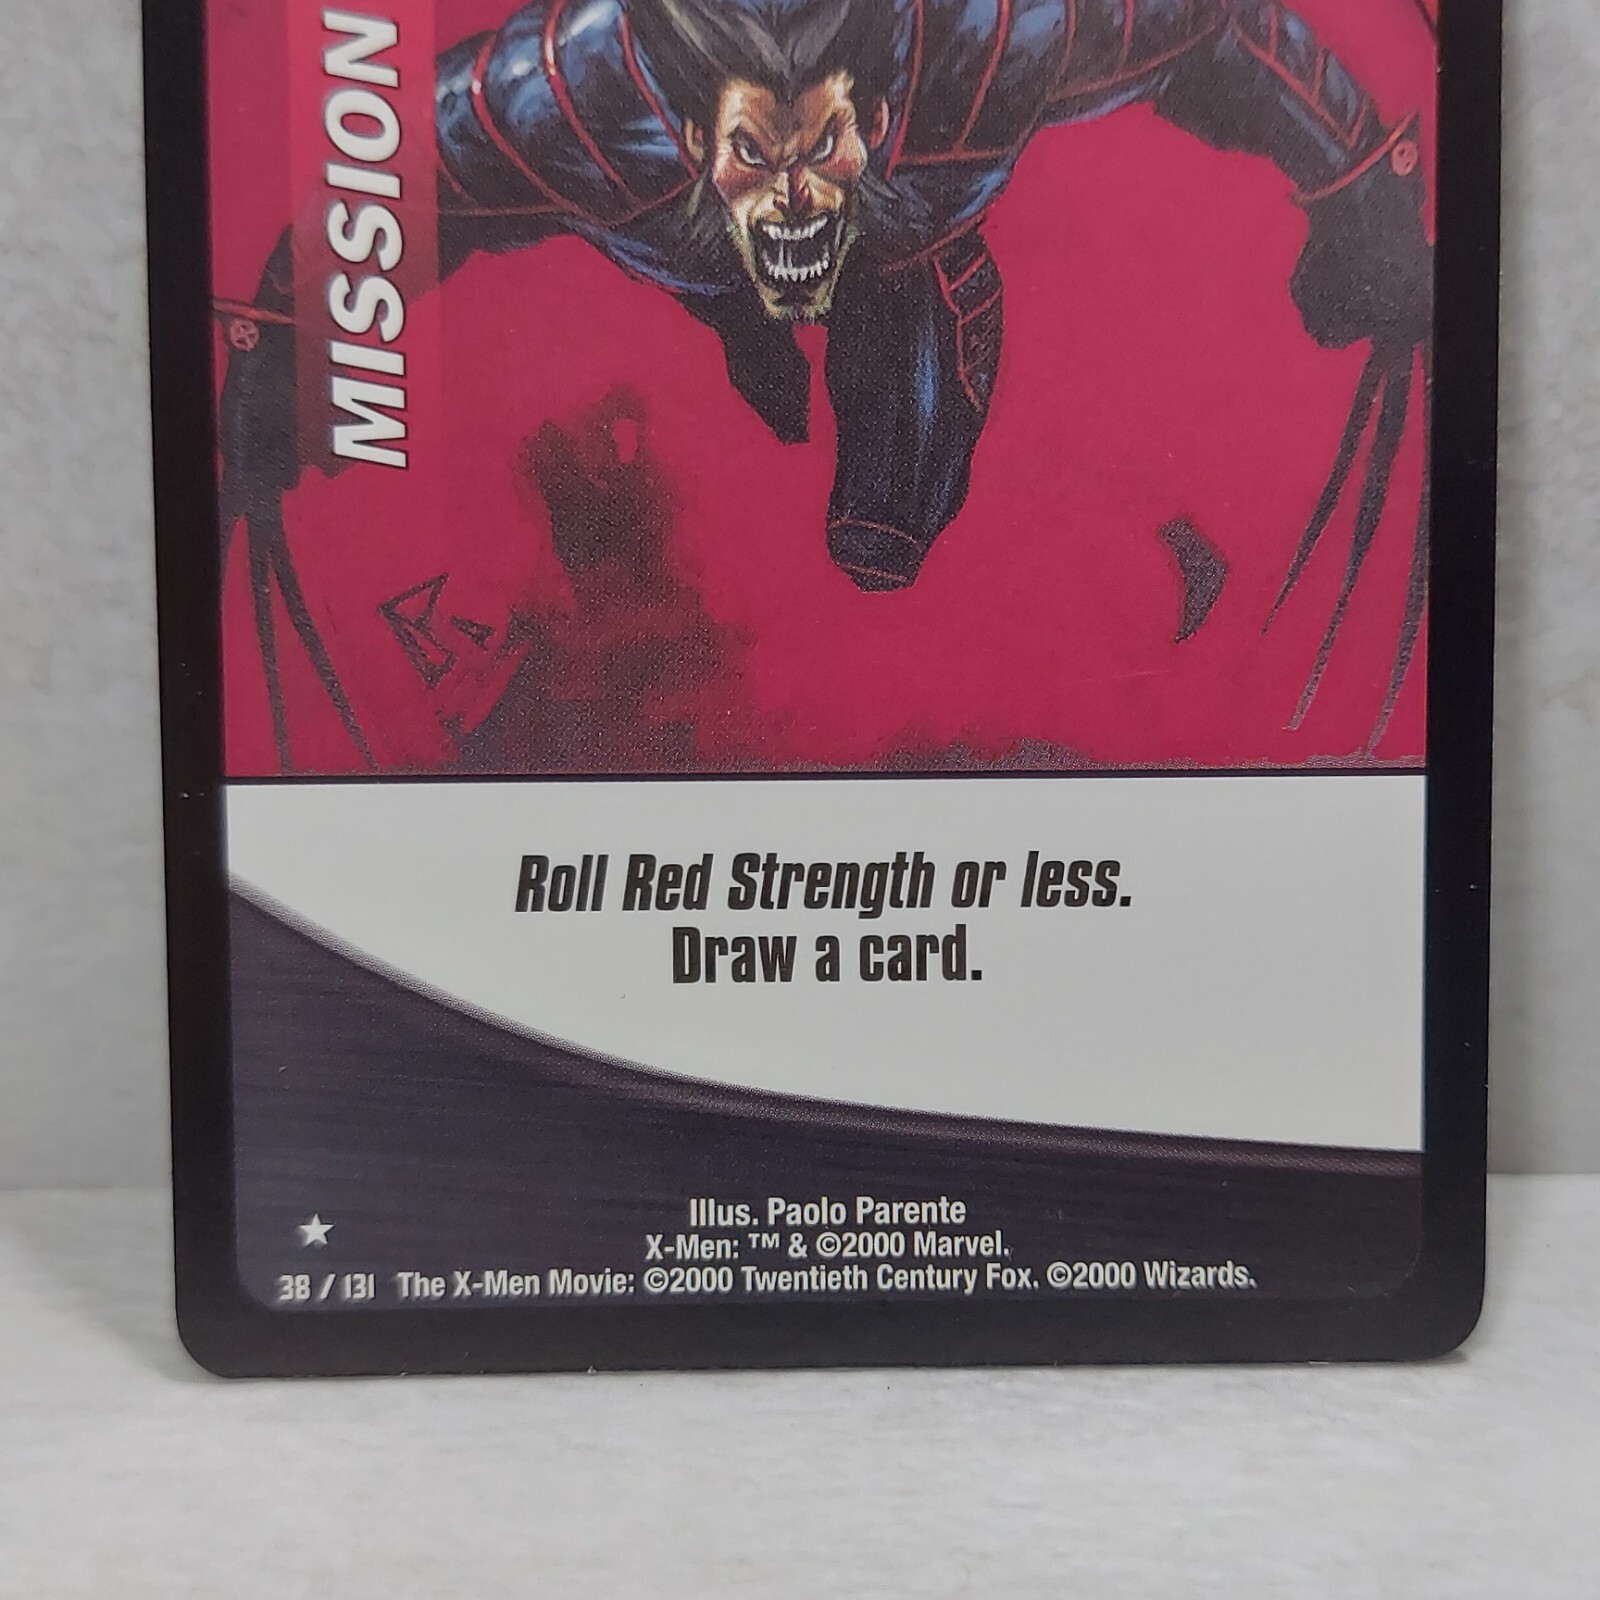 MISSION
Roll Red Strength or less.
Draw a card.
Illus. Paolo Parente
X-Men: ™ & ©2000 Marvel.
38 / 131 The X-Men Movie: ©2000 Twentieth Century Fox. ©2000 Wizards.